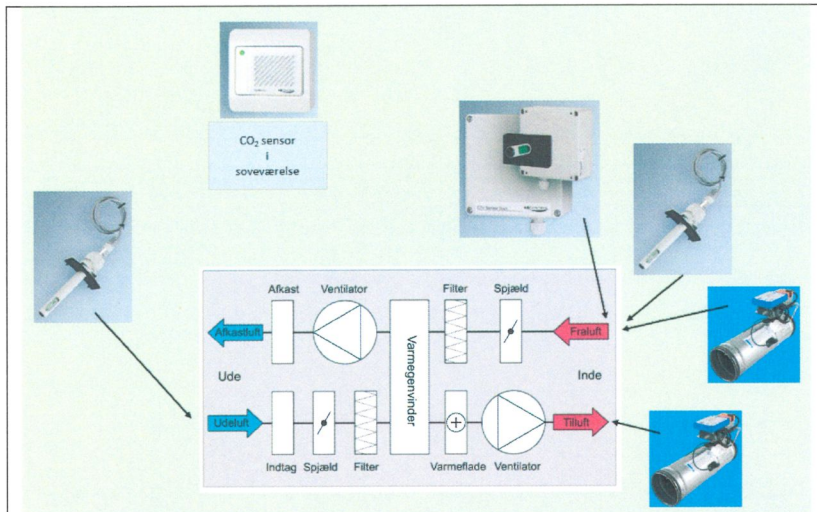 CO₂ sensor
i
soveværelse
Afkast Ventilator Filter Spjæld
Afkastluft Fraluft
Ude Varmegenvinder Inde
Udeluft Tilluft
Indtag Spjæld Filter Varmeflade Ventilator